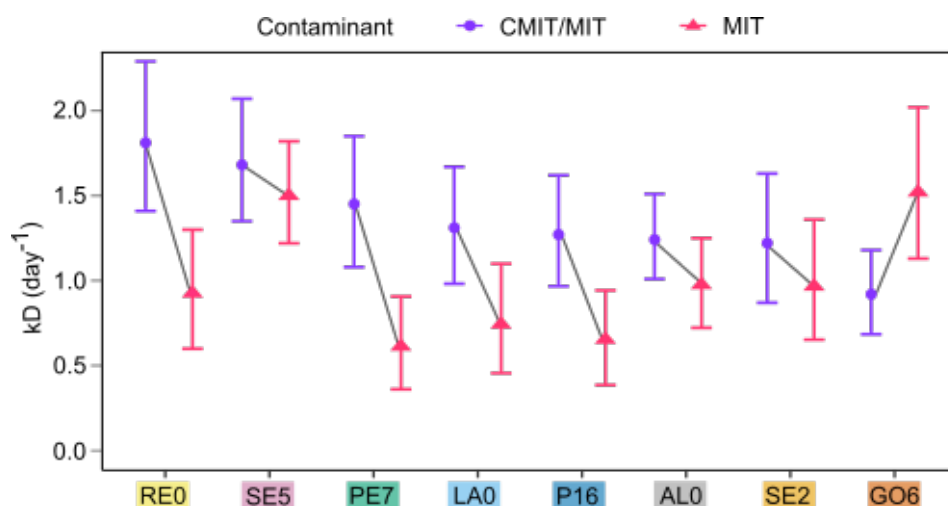 Contaminant CMIT/MIT MIT
kD (day-1)
2.0
1.5
1.0
0.5
0.0
RE0 SE5 PE7 LA0 P16 AL0 SE2 GO6